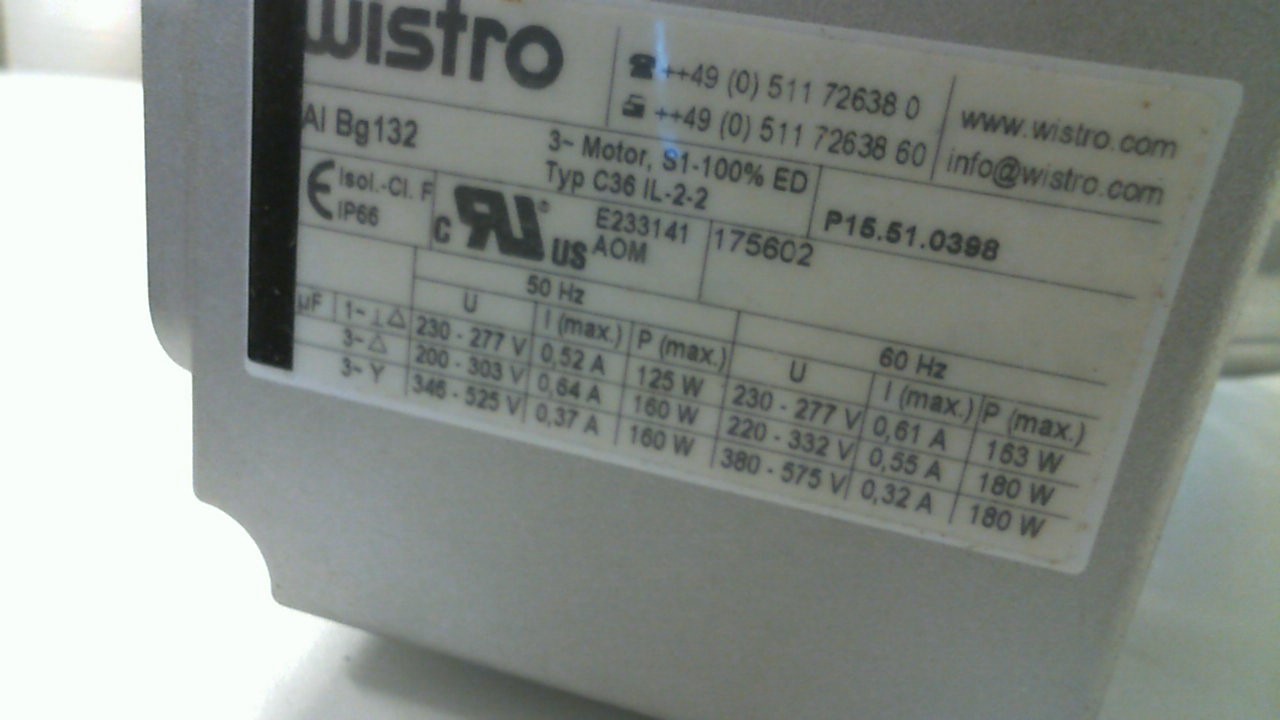 wistro
++49 (0) 511 72638 0
++49 (0) 511 72638 60
www.wistro.com
info@wistro.com
AI Bg132
3~ Motor, S1-100% ED
Typ C36 IL-2-2
P15.51.0398
CE Isol.-Cl. F
IP66
c RU ® US
E233141
AOM
175602
50 Hz
60 Hz
U I (max.) P (max.) U I (max.) P (max.)
µF 1~ ⊥ △ 230 - 277 V 0,52 A 125 W 230 - 277 V 0,61 A 163 W
3~ △ 200 - 303 V 0,64 A 160 W 220 - 332 V 0,55 A 180 W
3~ Y 346 - 525 V 0,37 A 160 W 380 - 575 V 0,32 A 180 W